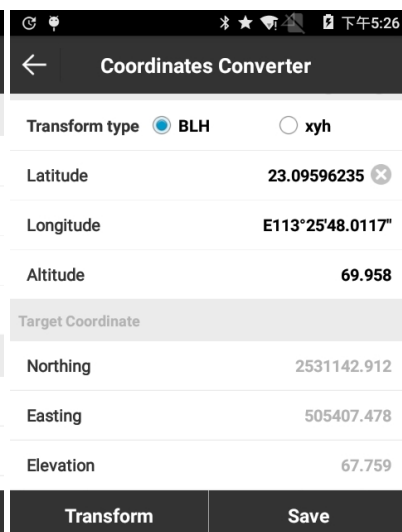 下午5:26
Coordinates Converter
Transform type BLH xyh
Latitude 23.09596235
Longitude E113°25'48.0117"
Altitude 69.958
Target Coordinate
Northing 2531142.912
Easting 505407.478
Elevation 67.759
Transform Save